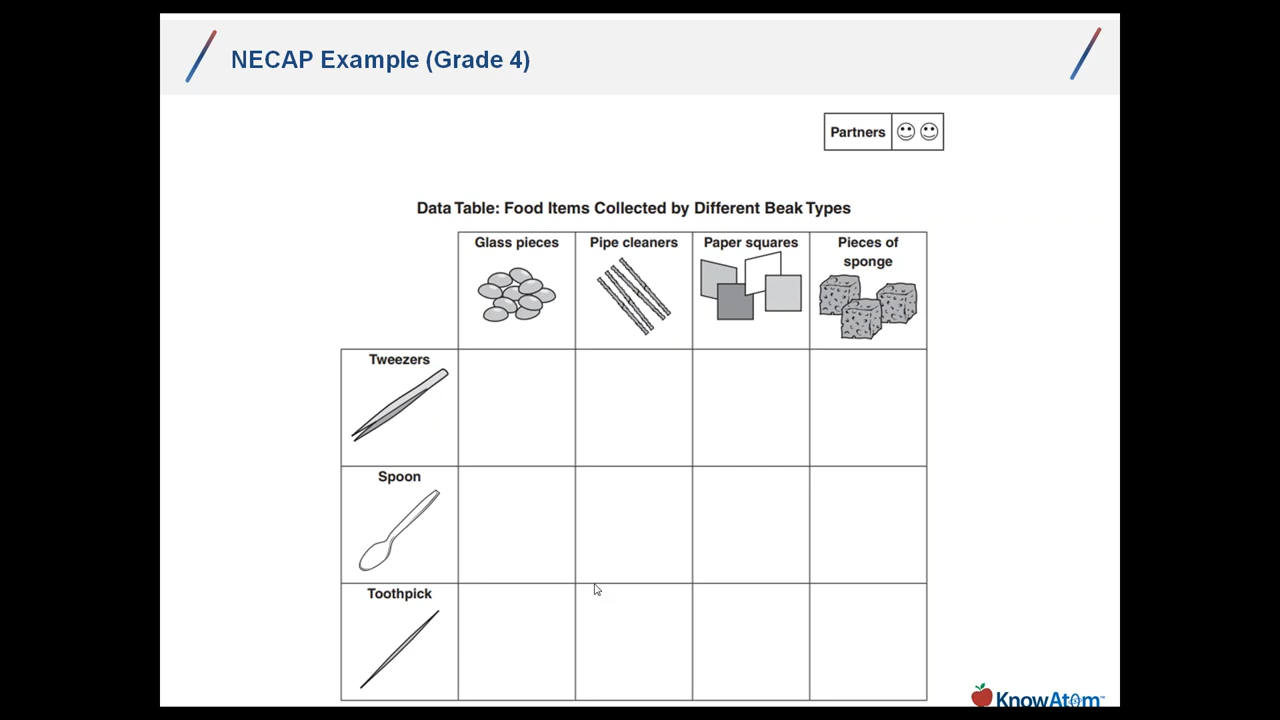 NECAP Example (Grade 4)
Partners
Data Table: Food Items Collected by Different Beak Types
Glass pieces
Pipe cleaners
Paper squares
Pieces of
sponge
Tweezers
Spoon
Toothpick
KnowAtom